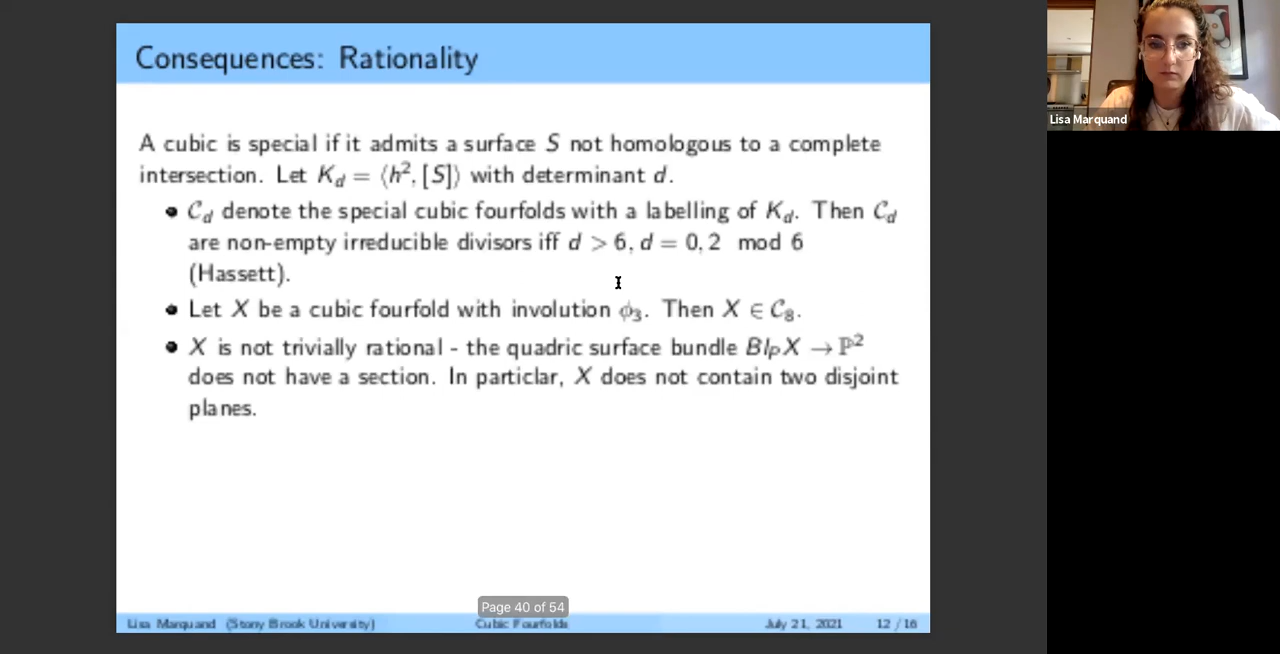 Consequences: Rationality
Lisa Marquand
A cubic is special if it admits a surface S not homologous to a complete
intersection. Let K_d = ⟨h², [S]⟩ with determinant d.
• 𝒞_d denote the special cubic fourfolds with a labelling of K_d. Then 𝒞_d
are non-empty irreducible divisors iff d > 6, d = 0, 2 mod 6
(Hassett).
• Let X be a cubic fourfold with involution ϕ₃. Then X ∈ 𝒞₈.
• X is not trivially rational - the quadric surface bundle Bl_P X → ℙ²
does not have a section. In particlar, X does not contain two disjoint
planes.
Page 40 of 54
Lisa Marquand (Stony Brook University) Cubic Fourfolds July 21, 2021 12 / 16